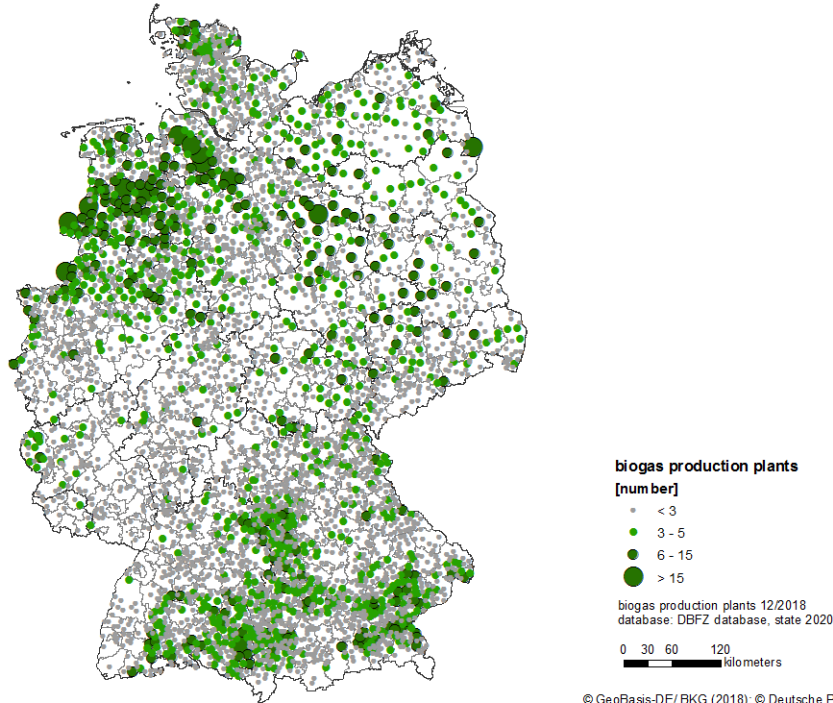 biogas production plants
[number]
< 3
3 - 5
6 - 15
> 15
biogas production plants 12/2018
database: DBFZ database, state 2020
0 30 60 120
kilometers
© GeoBasis-DE/ BKG (2018); © Deutsche